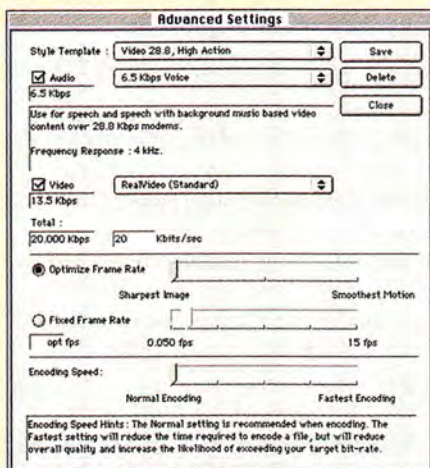 Advanced Settings
Style Template : Video 28.8, High Action Save
Audio 6.5 Kbps Voice Delete
6.5 Kbps Close
Use for speech and speech with background music based video
content over 28.8 Kbps modems.
Frequency Response : 4 kHz.
Video RealVideo (Standard)
13.5 Kbps
Total :
20.000 Kbps 20 Kbits/sec
Optimize Frame Rate
Sharpest Image Smoothest Motion
Fixed Frame Rate
opt fps 0.050 fps 15 fps
Encoding Speed:
Normal Encoding Fastest Encoding
Encoding Speed Hints : The Normal setting is recommended when encoding. The
Fastest setting will reduce the time required to encode a file, but will reduce
overall quality and increase the likelihood of exceeding your target bit-rate.